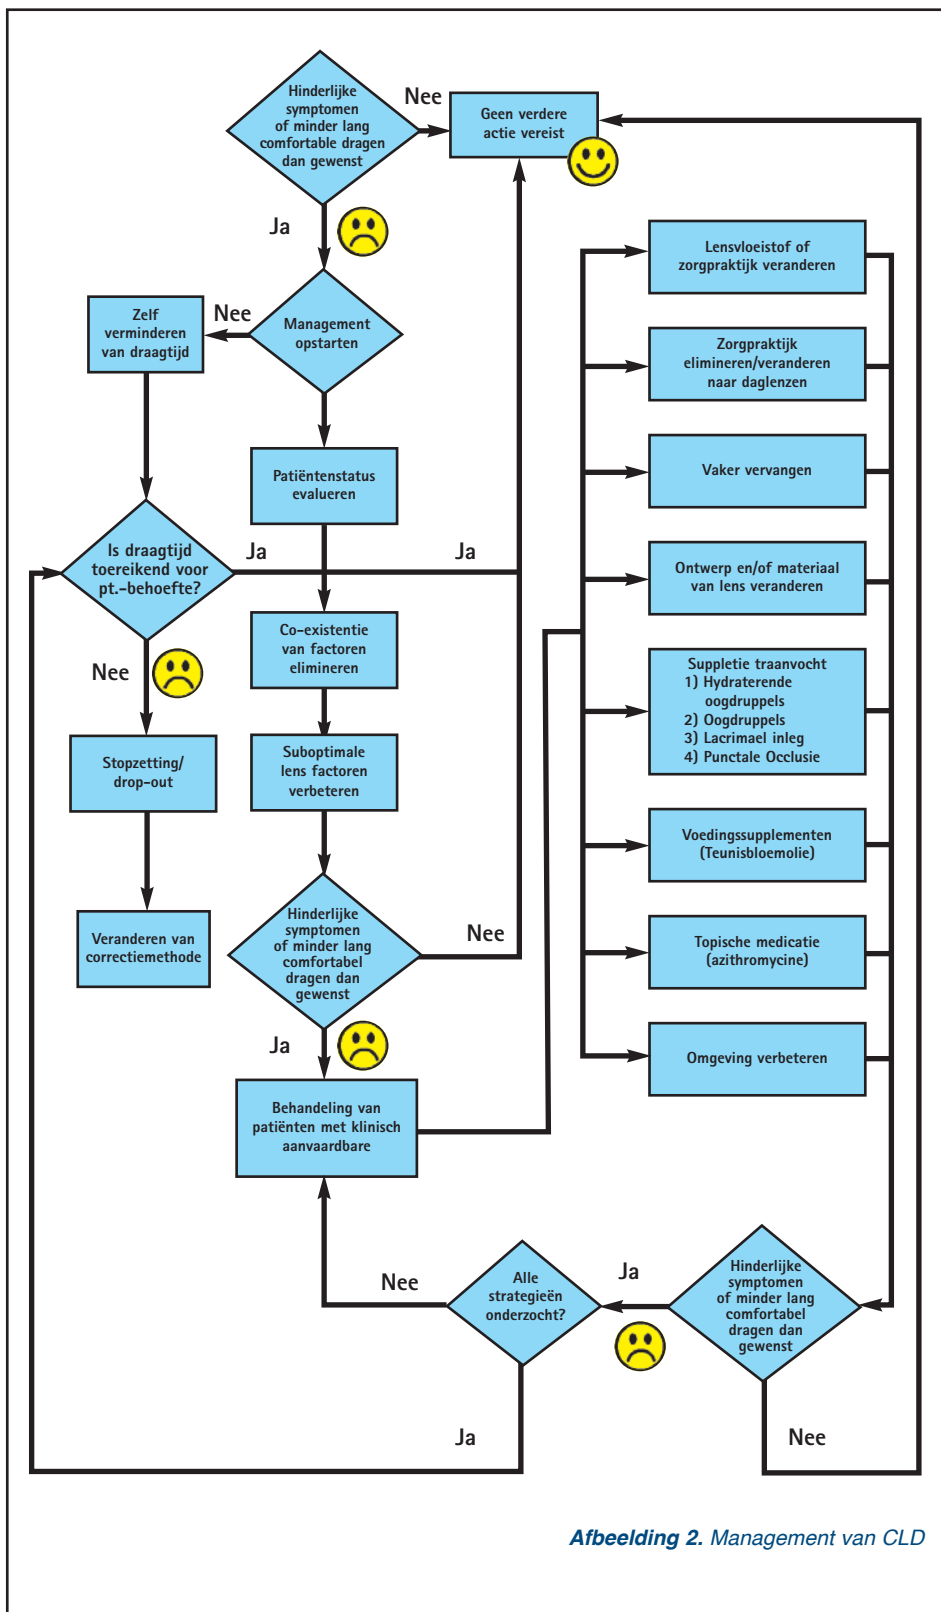 Hinderlijke
symptomen
of minder lang
comfortable dragen
dan gewenst
Nee
Geen verdere
actie vereist
Ja
Management
opstarten
Nee
Zelf
verminderen
van draagtijd
Patiëntenstatus
evalueren
Is draagtijd
toereikend voor
pt.-behoefte?
Ja
Ja
Nee
Stopzetting/
drop-out
Veranderen van
correctiemethode
Co-existentie
van factoren
elimineren
Suboptimale
lens factoren
verbeteren
Hinderlijke
symptomen
of minder lang
comfortabel
dragen dan
gewenst
Nee
Ja
Behandeling van
patiënten met klinisch
aanvaardbare
Lensvloeistof of
zorgpraktijk veranderen
Zorgpraktijk
elimineren/veranderen
naar daglenzen
Vaker vervangen
Ontwerp en/of materiaal
van lens veranderen
Suppletie traanvocht
1) Hydraterende
oogdruppels
2) Oogdruppels
3) Lacrimael inleg
4) Punctale Occlusie
Voedingssupplementen
(Teunisbloemolie)
Topische medicatie
(azithromycine)
Omgeving verbeteren
Hinderlijke
symptomen
of minder lang
comfortabel
dragen dan
gewenst
Ja
Alle
strategieën
onderzocht?
Nee
Ja
Nee
Afbeelding 2. Management van CLD